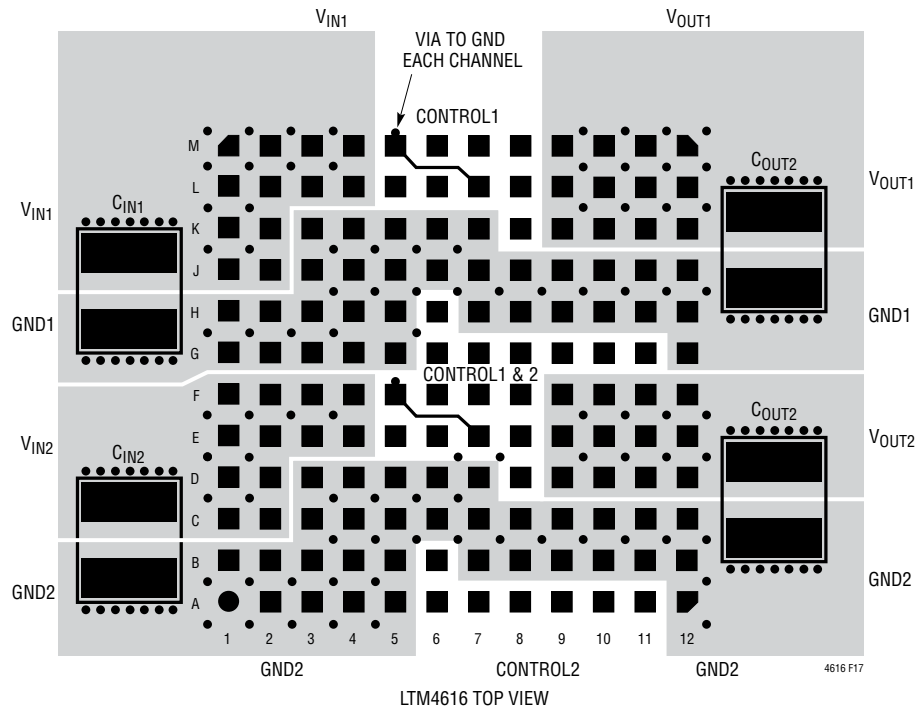 VIN1 VOUT1
VIA TO GND
EACH CHANNEL
CONTROL1
M
COUT2
L
VOUT1
VIN1
CIN1
K
J
H
GND1
GND1
G
CONTROL1 & 2
F
COUT2
E
VIN2
VOUT2
CIN2
D
C
B
GND2
GND2
A
1 2 3 4 5 6 7 8 9 10 11 12
GND2 CONTROL2 GND2
4616 F17
LTM4616 TOP VIEW